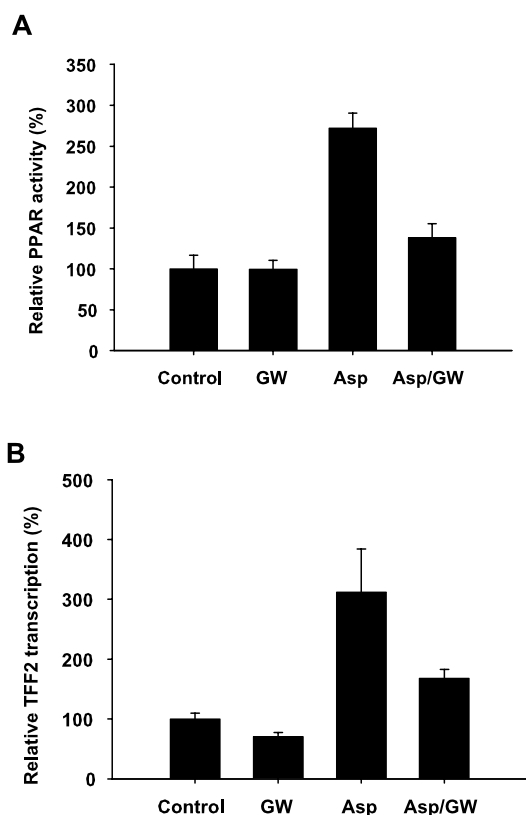 A
Relative PPAR activity (%)
350
300
250
200
150
100
50
0
Control GW Asp Asp/GW
B
Relative TFF2 transcription (%)
500
400
300
200
100
0
Control GW Asp Asp/GW